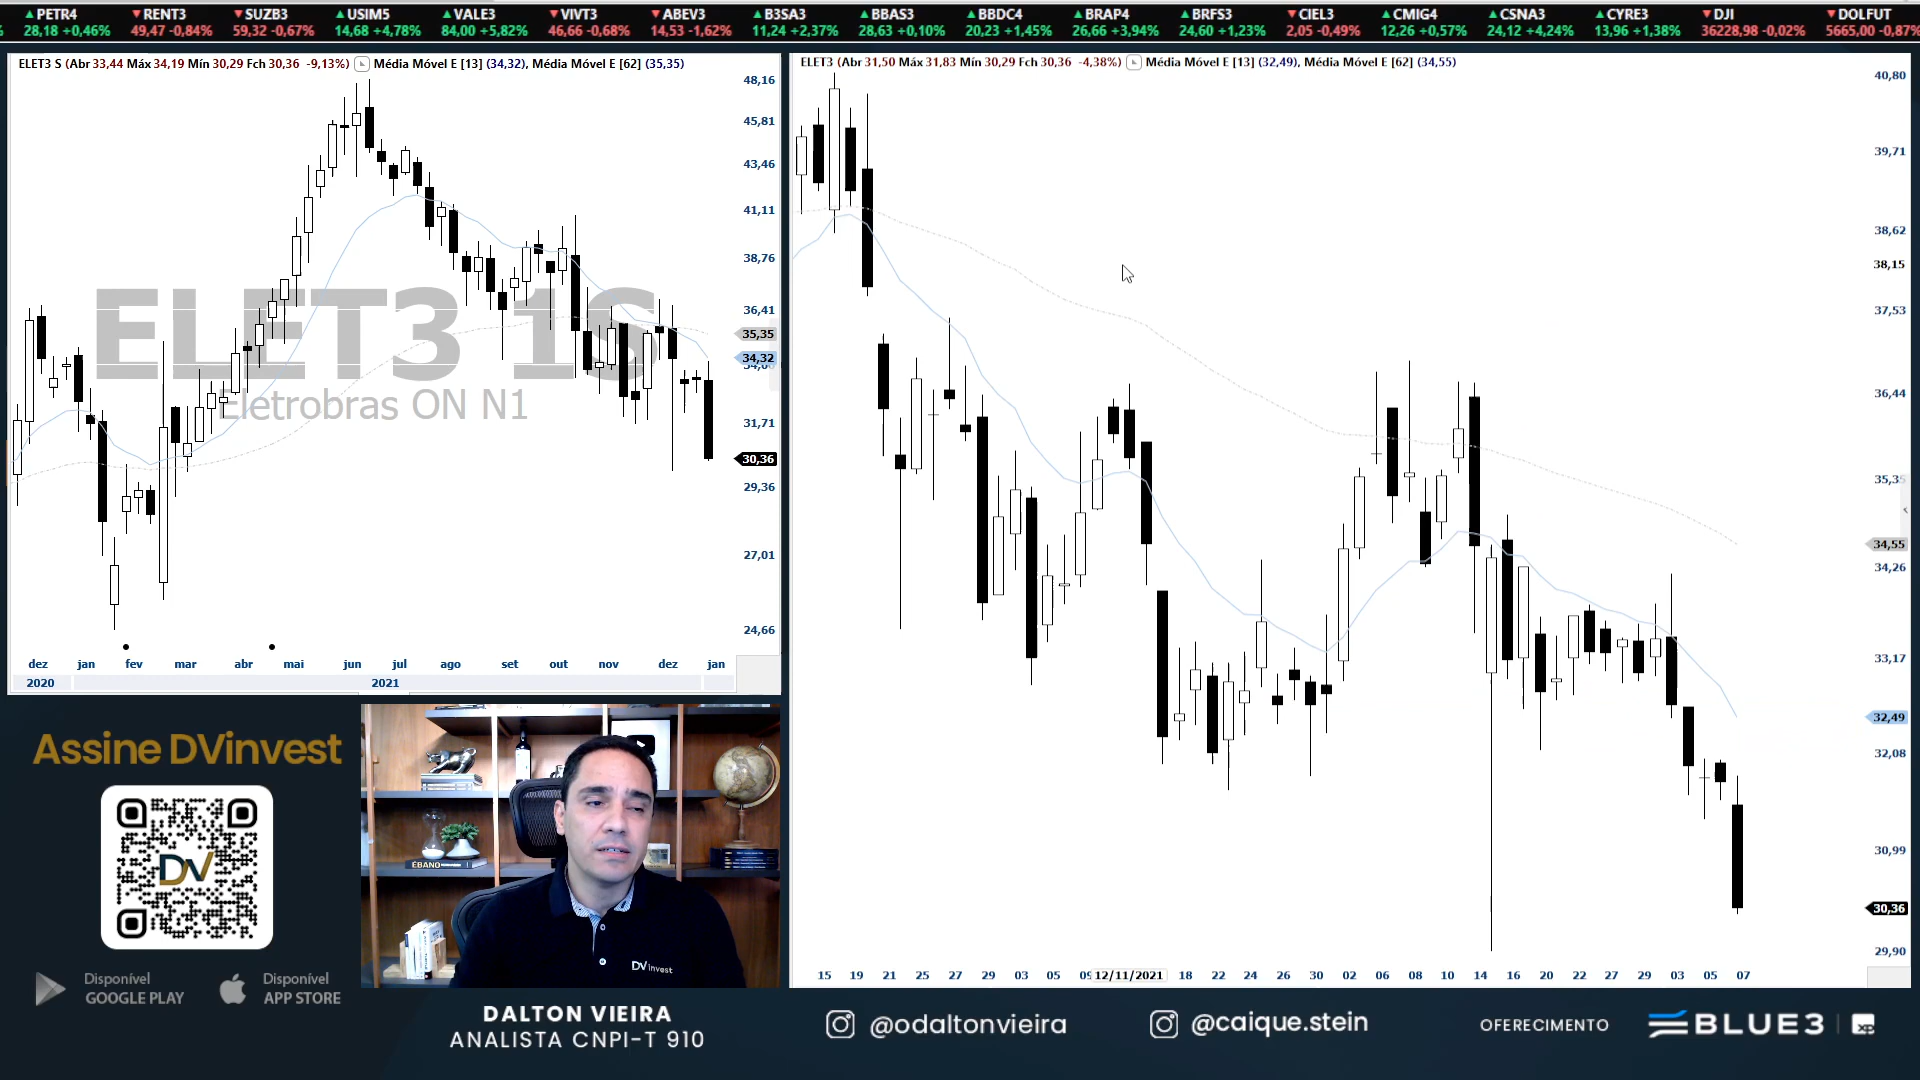 ▲PETR4 ▼RENT3 ▼SUZB3 ▲USIM5 ▲VALE3 ▼VIVT3 ▼ABEV3 ▲B3SA3 ▲BBAS3 ▲BBDC4 ▲BRAP4 ▲BRFS3 ▼CIEL3 ▲CMIG4 ▲CSNA3 ▲CYRE3 ▼DJI ▼DOLFUT
28,18 +0,46% 49,47 -0,84% 59,32 -0,67% 14,68 +4,78% 84,00 +5,82% 46,66 -0,68% 14,53 -1,62% 11,24 +2,37% 28,63 +0,10% 20,23 +1,45% 26,66 +3,94% 24,60 +1,23% 2,05 -0,49% 12,26 +0,57% 24,12 +4,24% 13,96 +1,38% 36228,98 -0,02% 5665,00 -0,87%
ELET3 S (Abr 33,44 Máx 34,19 Mín 30,29 Fch 30,36 -9,13%) Média Móvel E [13] (34,32), Média Móvel E [62] (35,35)
48,16
45,81
43,46
41,11
38,76
36,41
35,35
34,32
31,71
30,36
29,36
27,01
24,66
ELET3 1S
Eletrobras ON N1
dez jan fev mar abr mai jun jul ago set out nov dez jan
2020 2021
ELET3 (Abr 31,50 Máx 31,83 Mín 30,29 Fch 30,36 -4,38%) Média Móvel E [13] (32,49), Média Móvel E [62] (34,55)
40,80
39,71
38,62
38,15
37,53
36,44
34,55
34,26
33,17
32,49
32,08
30,99
30,36
29,90
15 19 21 25 27 29 03 05 12/11/2021 18 22 24 26 30 02 06 08 10 14 16 20 22 27 29 03 05 07
Assine DVinvest
DV
Disponível
GOOGLE PLAY
Disponível
APP STORE
ÉBANO
DVinvest
DALTON VIEIRA
ANALISTA CNPI-T 910
@odaltonvieira
@caique.stein
OFERECIMENTO
BLUE3
xp